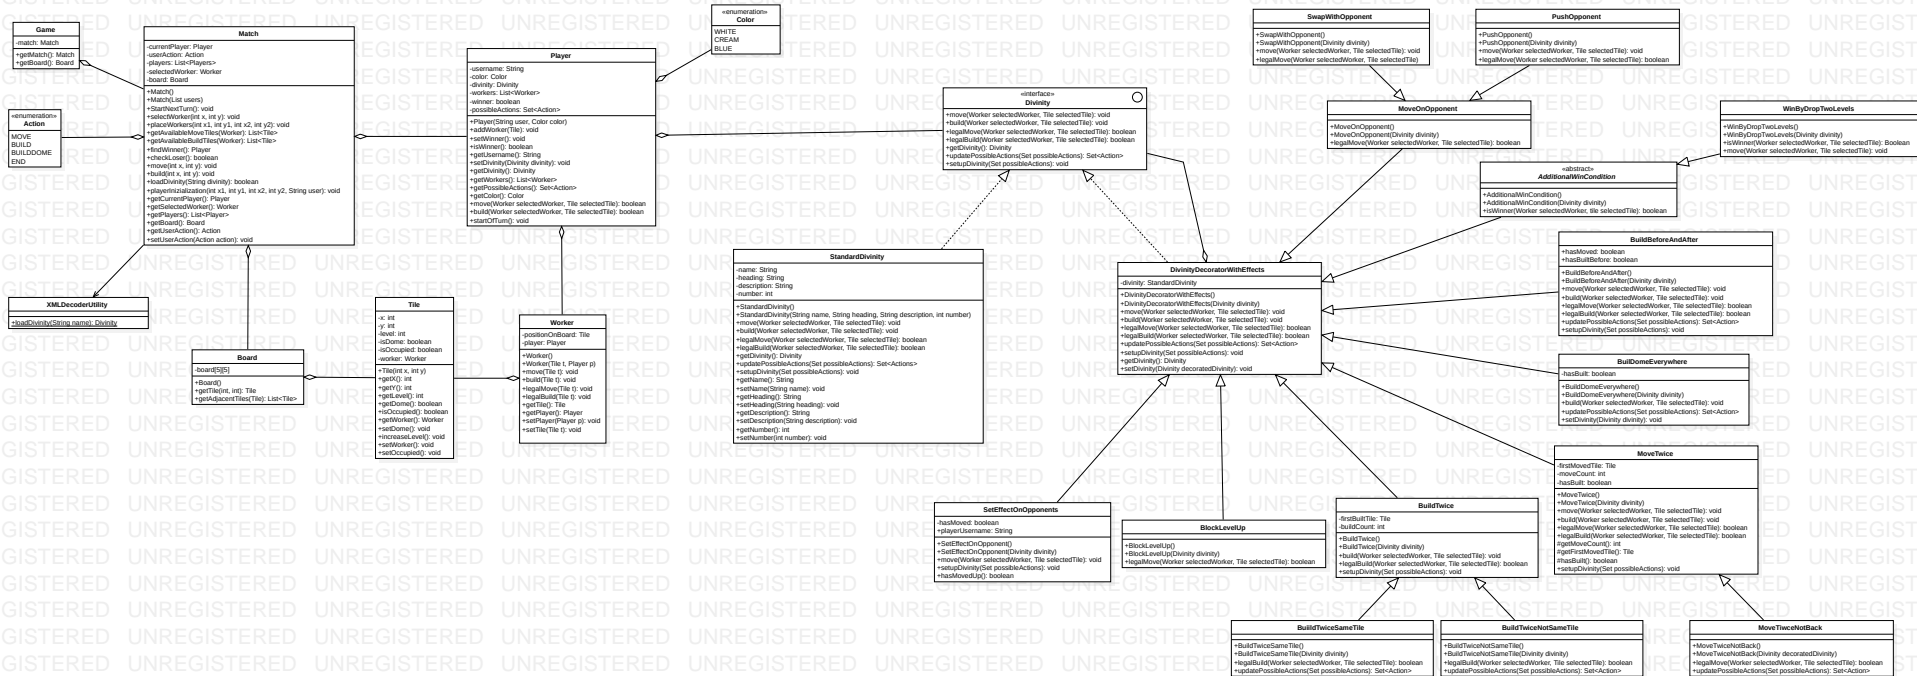 Game
-match: Match
+getMatch(): Match
+getBoard(): Board
«enumeration»
Action
MOVE
BUILD
BUILDDOME
END
Match
-currentPlayer: Player
-userAction: Action
-players: List<Players>
-selectedWorker: Worker
-board: Board
+Match()
+Match(List users)
+StartNextTurn(): void
+selectWorker(int x, int y): void
+placeWorkers(int x1, int y1, int x2, int y2): void
+getAvailableMoveTiles(Worker): List<Tile>
+getAvailableBuildTiles(Worker): List<Tile>
+findWinner(): Player
+checkLoser(): boolean
+move(int x, int y): void
+build(int x, int y): void
+loadDivinity(String divinity): boolean
+playerInizialization(int x1, int y1, int x2, int y2, String user): void
+getCurrentPlayer(): Player
+getSelectedWorker(): Worker
+getPlayers(): List<Player>
+getBoard(): Board
+getUserAction(): Action
+setUserAction(Action action): void
XMLDecoderUtility
+loadDivinity(String name): Divinity
Board
-board[5][5]
+Board()
+getTile(int, int): Tile
+getAdjacentTiles(Tile): List<Tile>
Tile
-x: int
-y: int
-level: int
-isDome: boolean
-isOccupied: boolean
-worker: Worker
+Tile(int x, int y)
+getX(): int
+getY(): int
+getLevel(): int
+getDome(): boolean
+isOccupied(): boolean
+getWorker(): Worker
+setDome(): void
+increaseLevel(): void
+setWorker(): void
+setOccupied(): void
«enumeration»
Color
WHITE
CREAM
BLUE
Player
-username: String
-color: Color
-divinity: Divinity
-workers: List<Worker>
-winner: boolean
-possibleActions: Set<Action>
+Player(String user, Color color)
+addWorker(Tile): void
+setWinner(): void
+isWinner(): boolean
+getUsername(): String
+setDivinity(Divinity divinity): void
+getDivinity(): Divinity
+getWorkers(): List<Worker>
+getPossibleActions(): Set<Action>
+getColor(): Color
+move(Worker selectedWorker, Tile selectedTile): boolean
+build(Worker selectedWorker, Tile selectedTile): boolean
+startOfTurn(): void
Worker
-positionOnBoard: Tile
-player: Player
+Worker()
+Worker(Tile t, Player p)
+move(Tile t): void
+build(Tile t): void
+legalMove(Tile t): void
+legalBuild(Tile t): void
+getTile(): Tile
+getPlayer(): Player
+setPlayer(Player p): void
+setTile(Tile t): void
«interface»
Divinity
+move(Worker selectedWorker, Tile selectedTile): void
+build(Worker selectedWorker, Tile selectedTile): void
+legalMove(Worker selectedWorker, Tile selectedTile): boolean
+legalBuild(Worker selectedWorker, Tile selectedTile): boolean
+getDivinity(): Divinity
+updatePossibleActions(Set possibleActions): Set<Action>
+setupDivinity(Set possibleActions): void
StandardDivinity
-name: String
-heading: String
-description: String
-number: int
+StandardDivinity()
+StandardDivinity(String name, String heading, String description, int number)
+move(Worker selectedWorker, Tile selectedTile): void
+build(Worker selectedWorker, Tile selectedTile): void
+legalMove(Worker selectedWorker, Tile selectedTile): boolean
+legalBuild(Worker selectedWorker, Tile selectedTile): boolean
+getDivinity(): Divinity
+updatePossibleActions(Set possibleActions): Set<Actions>
+setupDivinity(Set possibleActions): void
+getName(): String
+setName(String name): void
+getHeading(): String
+setHeading(String heading): void
+getDescription(): String
+setDescription(String description): void
+getNumber(): int
+setNumber(int number): void
DivinityDecoratorWithEffects
-divinity: StandardDivinity
+DivinityDecoratorWithEffects()
+DivinityDecoratorWithEffects(Divinity divinity)
+move(Worker selectedWorker, Tile selectedTile): void
+build(Worker selectedWorker, Tile selectedTile): void
+legalMove(Worker selectedWorker, Tile selectedTile): boolean
+legalBuild(Worker selectedWorker, Tile selectedTile): boolean
+updatePossibleActions(Set possibleActions): Set<Action>
+setupDivinity(Set possibleActions): void
+getDivinity(): Divinity
+setDivinity(Divinity decoratedDivinity): void
SwapWithOpponent
+SwapWithOpponent()
+SwapWithOpponent(Divinity divinity)
+move(Worker selectedWorker, Tile selectedTile): void
+legalMove(Worker selectedWorker, Tile selectedTile)
PushOpponent
+PushOpponent()
+PushOpponent(Divinity divinity)
+move(Worker selectedWorker, Tile selectedTile): void
+legalMove(Worker selectedWorker, Tile selectedTile): boolean
MoveOnOpponent
+MoveOnOpponent()
+MoveOnOpponent(Divinity divinity)
+legalMove(Worker selectedWorker, Tile selectedTile): boolean
WinByDropTwoLevels
+WinByDropTwoLevels()
+WinByDropTwoLevels(Divinity divinity)
+isWinner(Worker selectedWorker, Tile selectedTile): Boolean
+move(Worker selectedWorker, Tile selectedTile): void
«abstract»
AdditionalWinCondition
+AdditionalWinCondition()
+AdditionalWinCondition(Divinity divinity)
+isWinner(Worker selectedWorker, tile selectedTile): boolean
BuildBeforeAndAfter
+hasMoved: boolean
+hasBuiltBefore: boolean
+BuildBeforeAndAfter()
+BuildBeforeAndAfter(Divinity divinity)
+move(Worker selectedWorker, Tile selectedTile): void
+build(Worker selectedWorker, Tile selectedTile): void
+legalMove(Worker selectedWorker, Tile selectedTile): boolean
+legalBuild(Worker selectedWorker, Tile selectedTile): boolean
+updatePossibleActions(Set possibleActions): Set<Action>
+setupDivinity(Set possibleActions): void
BuilDomeEverywhere
-hasBuilt: boolean
+BuildDomeEverywhere()
+BuildDomeEverywhere(Divinity divinity)
+build(Worker selectedWorker, Tile selectedTile): void
+updatePossibleActions(Set possibleActions): Set<Action>
+setDivinity(Divinity divinity): void
MoveTwice
-firstMovedTile: Tile
-moveCount: int
-hasBuilt: boolean
+MoveTwice()
+MoveTwice(Divinity divinity)
+move(Worker selectedWorker, Tile selectedTile): void
+build(Worker selectedWorker, Tile selectedTile): void
+legalMove(Worker selectedWorker, Tile selectedTile): boolean
+legalBuild(Worker selectedWorker, Tile selectedTile): boolean
#getMoveCount(): int
#getFirstMovedTile(): Tile
#hasBuilt(): boolean
+setupDivinity(Set possibleActions): void
SetEffectOnOpponents
-hasMoved: boolean
+playerUsername: String
+SetEffectOnOpponent()
+SetEffectOnOpponent(Divinity divinity)
+move(Worker selectedWorker, Tile selectedTile): void
+setupDivinity(Set possibleActions): void
+hasMovedUp(): boolean
BlockLevelUp
+BlockLevelUp()
+BlockLevelUp(Divinity divinity)
+legalMove(Worker selectedWorker, Tile selectedTile): boolean
BuildTwice
-firstBuiltTile: Tile
-buildCount: int
+BuildTwice()
+BuildTwice(Divinity divinity)
+build(Worker selectedWorker, Tile selectedTile): void
+legalBuild(Worker selectedWorker, Tile selectedTile): boolean
+setupDivinity(Set possibleActions): void
BuildTwiceSameTile
+BuildTwiceSameTile()
+BuildTwiceSameTile(Divinity divinity)
+legalBuild(Worker selectedWorker, Tile selectedTile): boolean
+updatePossibleActions(Set possibleActions): Set<Action>
BuildTwiceNotSameTile
+BuildTwiceNotSameTile()
+BuildTwiceNotSameTile(Divinity divinity)
+legalBuild(Worker selectedWorker, Tile selectedTile): boolean
+updatePossibleActions(Set possibleActions): Set<Action>
MoveTiwceNotBack
+MoveTwiceNotBack()
+MoveTwiceNotBack(Divinity decoratedDivinity)
+legalMove(Worker selectedWorker, Tile selectedTile): boolean
+updatePossibleActions(Set possibleActions): Set<Action>
UNREGISTERED